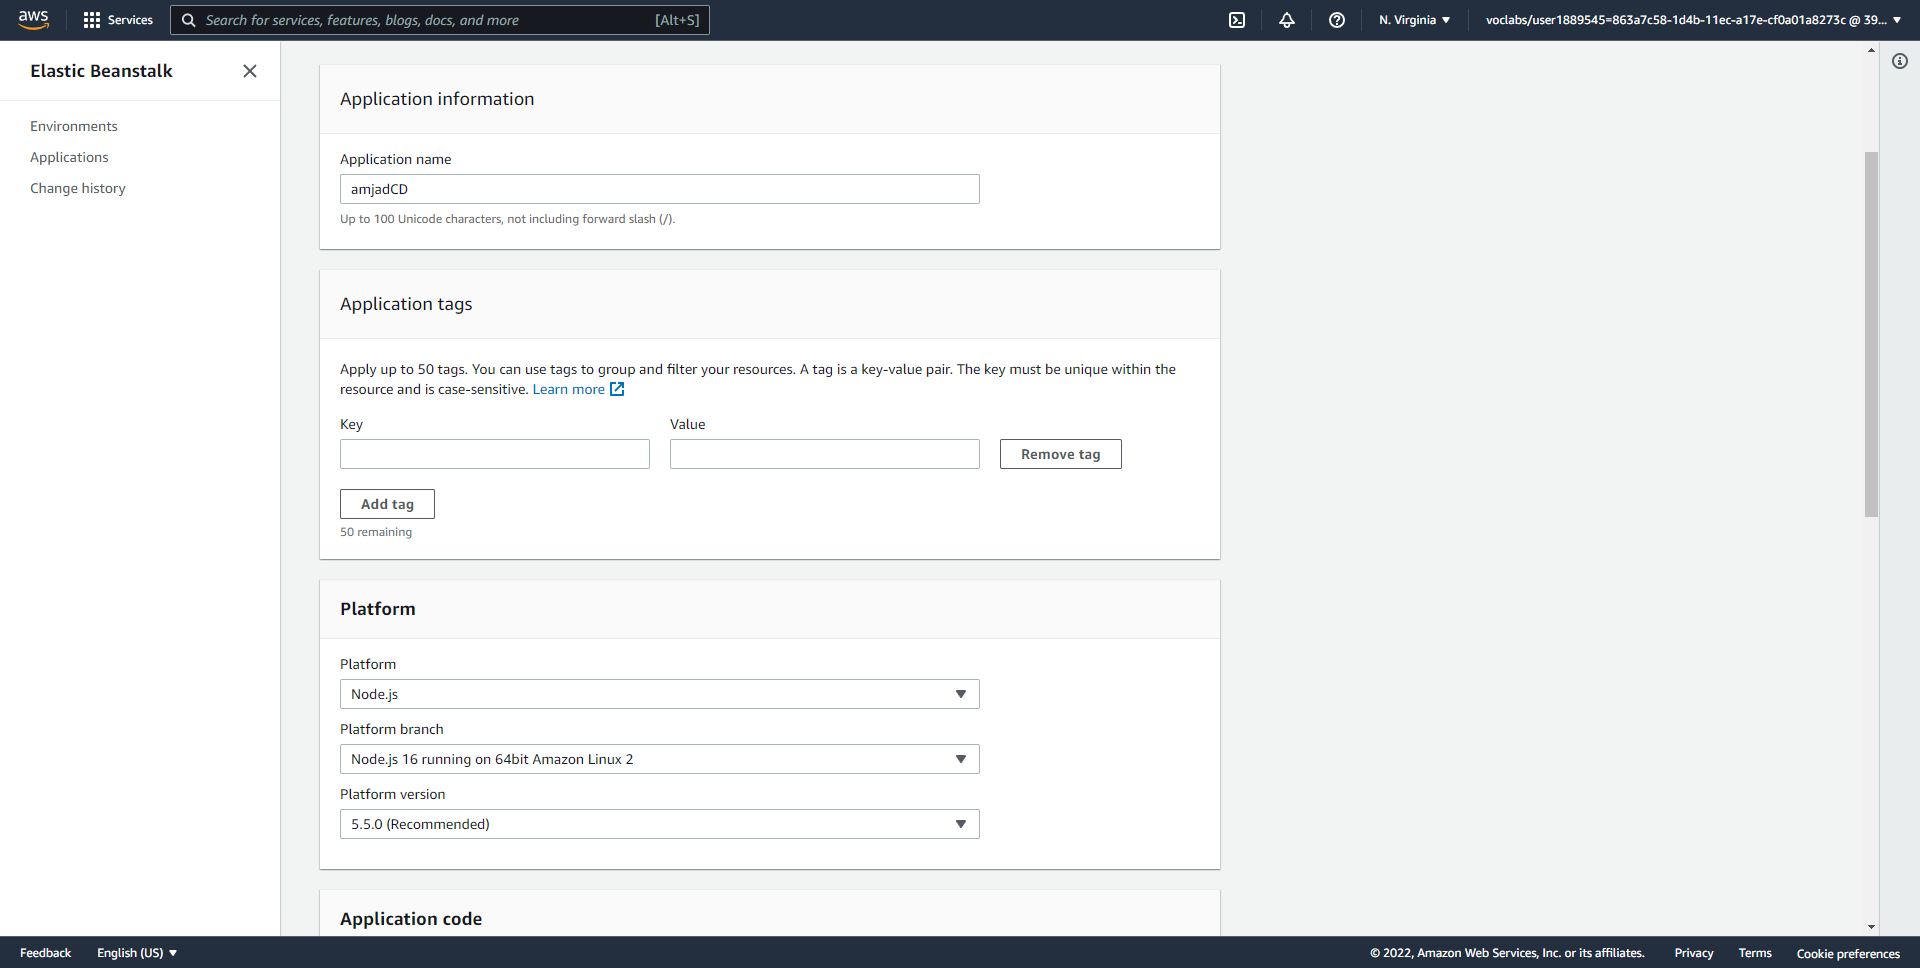 aws
Services
Search for services, features, blogs, docs, and more
[Alt+S]
N. Virginia
voclabs/user1889545=863a7c58-1d4b-11ec-a17e-cf0a01a8273c @ 39...
Elastic Beanstalk
Environments
Applications
Change history
Application information
Application name
amjadCD
Up to 100 Unicode characters, not including forward slash (/).
Application tags
Apply up to 50 tags. You can use tags to group and filter your resources. A tag is a key-value pair. The key must be unique within the
resource and is case-sensitive. Learn more
Key
Value
Remove tag
Add tag
50 remaining
Platform
Platform
Node.js
Platform branch
Node.js 16 running on 64bit Amazon Linux 2
Platform version
5.5.0 (Recommended)
Application code
Feedback
English (US)
© 2022, Amazon Web Services, Inc. or its affiliates.
Privacy
Terms
Cookie preferences